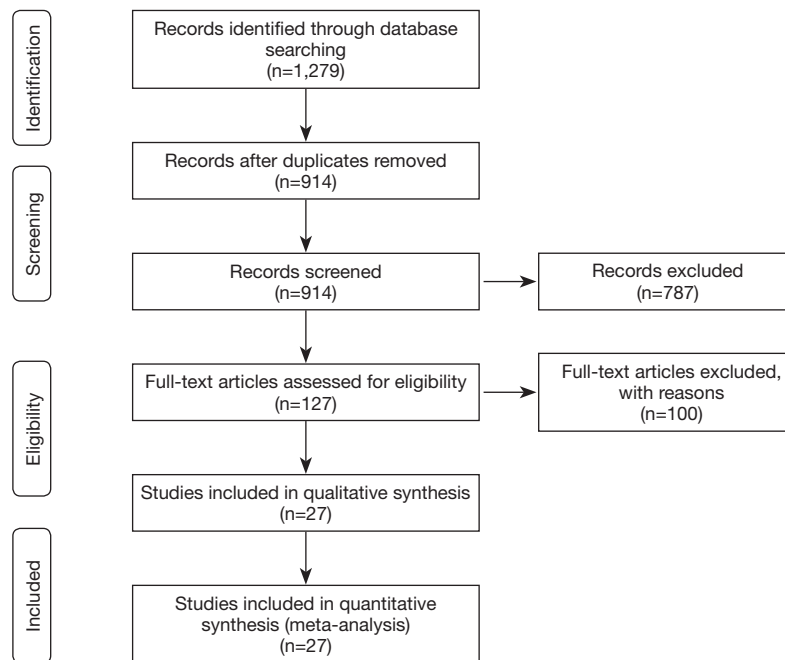 Identification
Records identified through database
searching
(n=1,279)
Records after duplicates removed
(n=914)
Screening
Records screened
(n=914)
Records excluded
(n=787)
Eligibility
Full-text articles assessed for eligibility
(n=127)
Full-text articles excluded,
with reasons
(n=100)
Studies included in qualitative synthesis
(n=27)
Included
Studies included in quantitative
synthesis (meta-analysis)
(n=27)